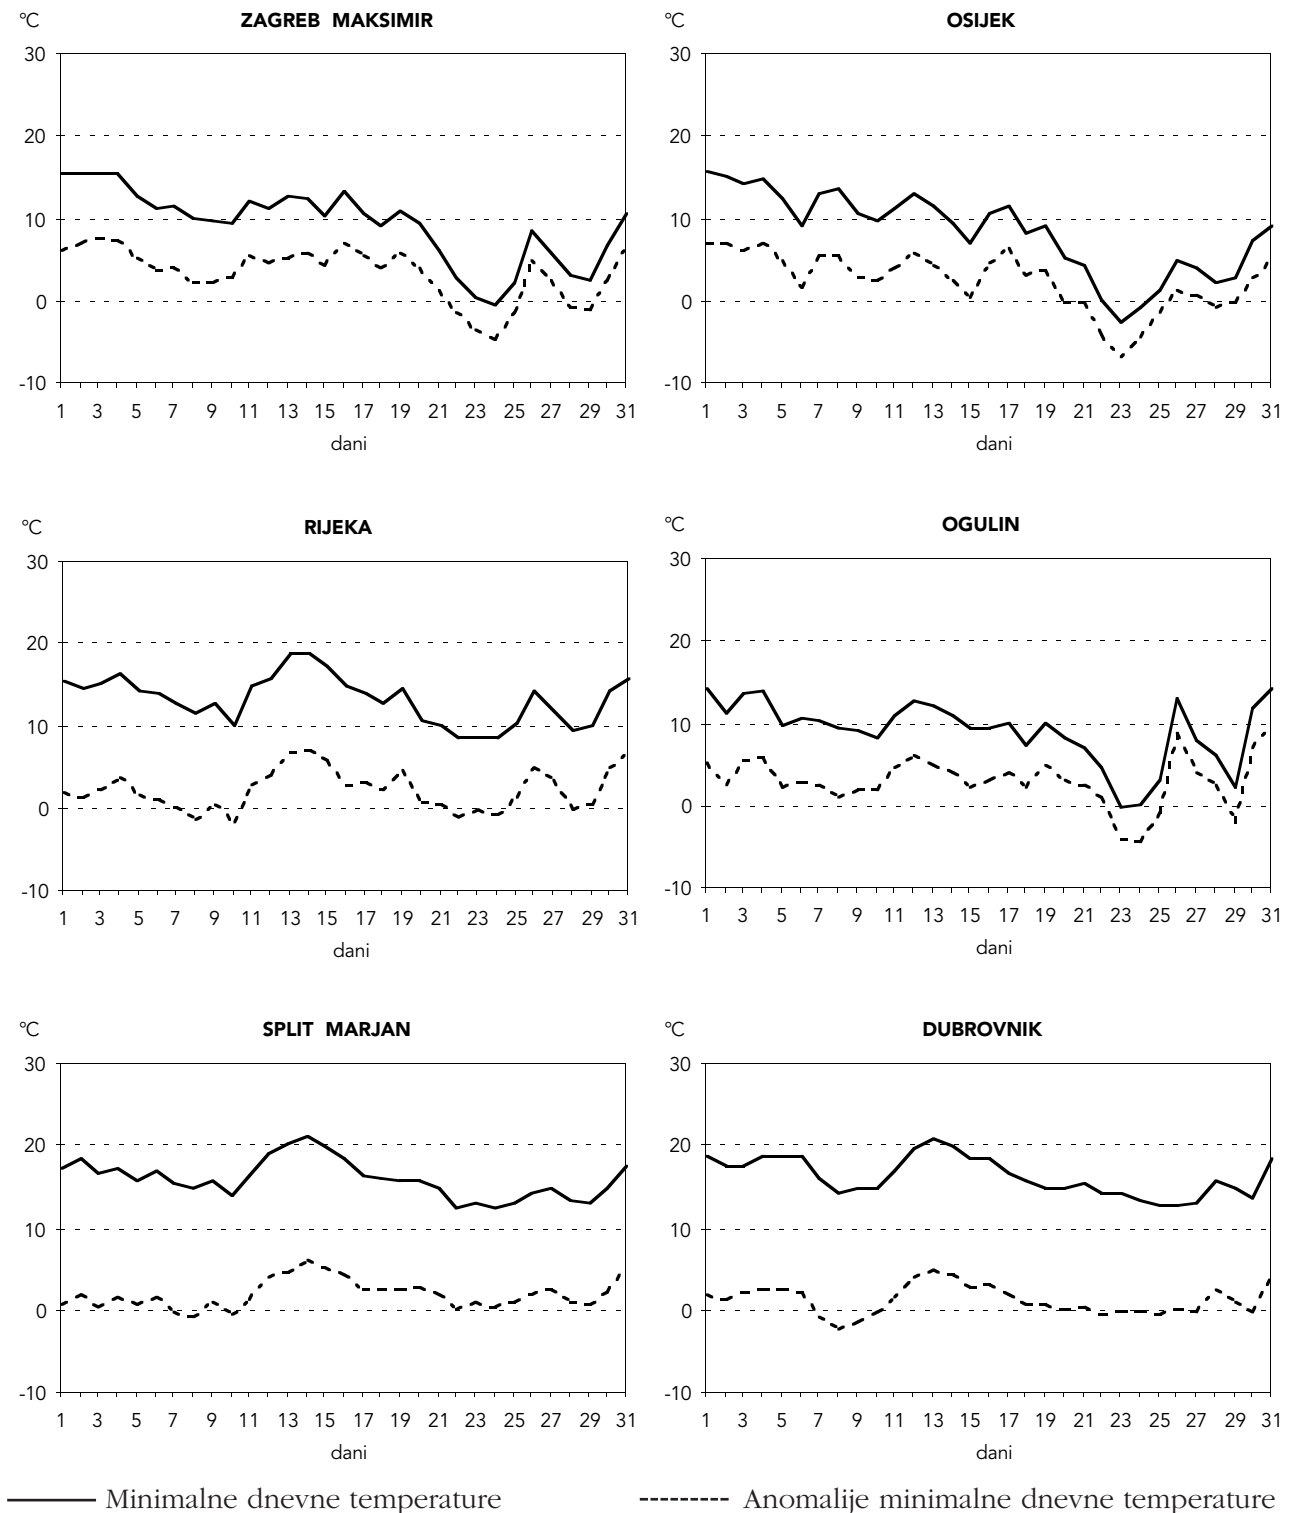 °C ZAGREB MAKSIMIR
30
20
10
0
-10
1 3 5 7 9 11 13 15 17 19 21 23 25 27 29 31
dani
°C OSIJEK
30
20
10
0
-10
1 3 5 7 9 11 13 15 17 19 21 23 25 27 29 31
dani
°C RIJEKA
30
20
10
0
-10
1 3 5 7 9 11 13 15 17 19 21 23 25 27 29 31
dani
°C OGULIN
30
20
10
0
-10
1 3 5 7 9 11 13 15 17 19 21 23 25 27 29 31
dani
°C SPLIT MARJAN
30
20
10
0
-10
1 3 5 7 9 11 13 15 17 19 21 23 25 27 29 31
dani
°C DUBROVNIK
30
20
10
0
-10
1 3 5 7 9 11 13 15 17 19 21 23 25 27 29 31
dani
Minimalne dnevne temperature
Anomalije minimalne dnevne temperature